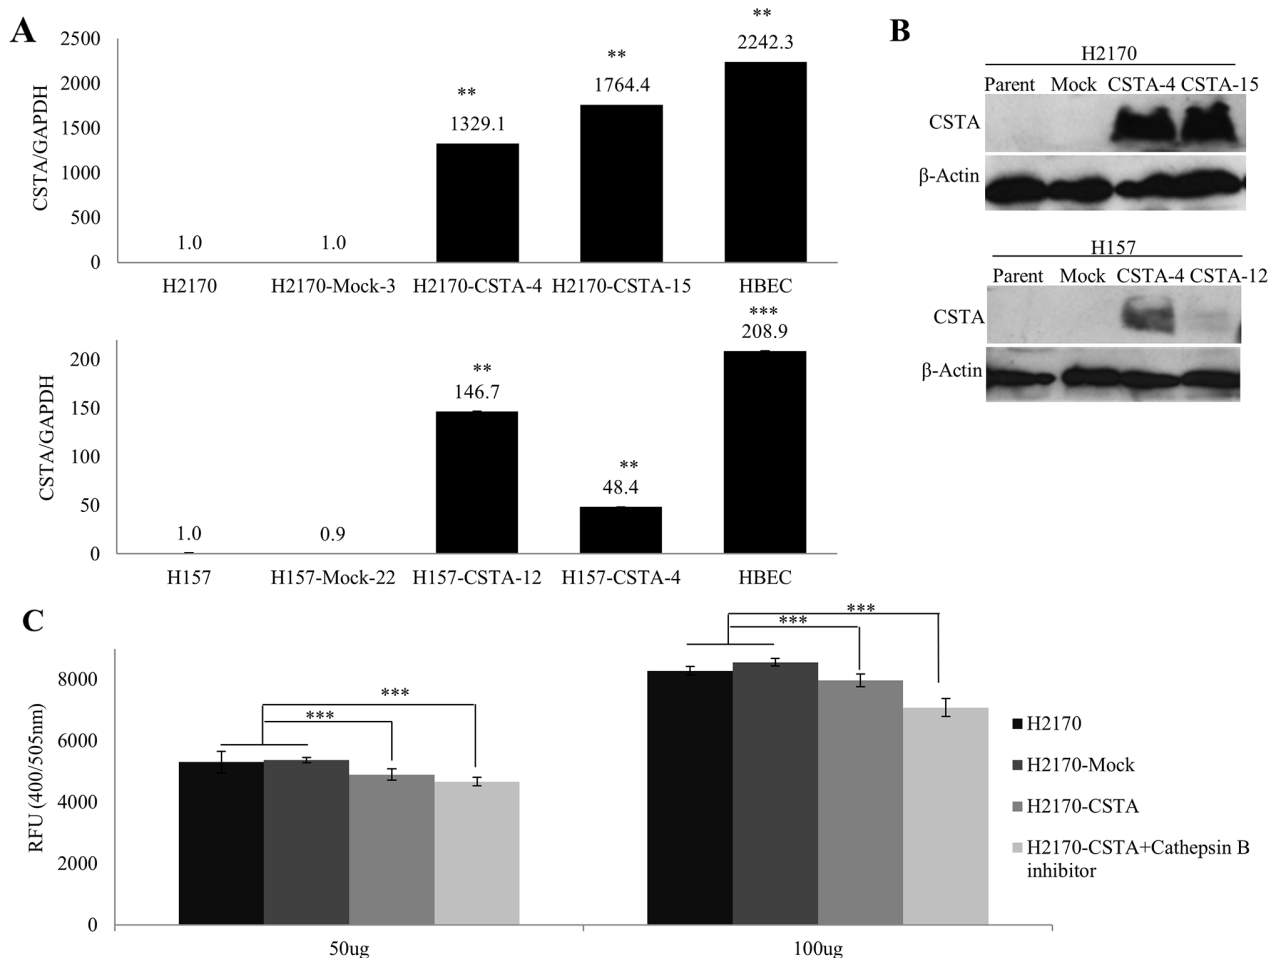 A
**
2500
2242.3
**
2000
1764.4
**
1500
1329.1
CSTA/GAPDH
1000
500
1.0
1.0
0
H2170
H2170-Mock-3
H2170-CSTA-4
H2170-CSTA-15
HBEC
***
208.9
200
**
146.7
150
CSTA/GAPDH
100
**
48.4
50
1.0
0.9
0
H157
H157-Mock-22
H157-CSTA-12
H157-CSTA-4
HBEC
B
H2170
Parent Mock CSTA-4 CSTA-15
CSTA
β-Actin
H157
Parent Mock CSTA-4 CSTA-12
CSTA
β-Actin
C
***
***
***
***
8000
6000
4000
2000
0
RFU (400/505nm)
50ug
100ug
H2170
H2170-Mock
H2170-CSTA
H2170-CSTA+Cathepsin B
inhibitor